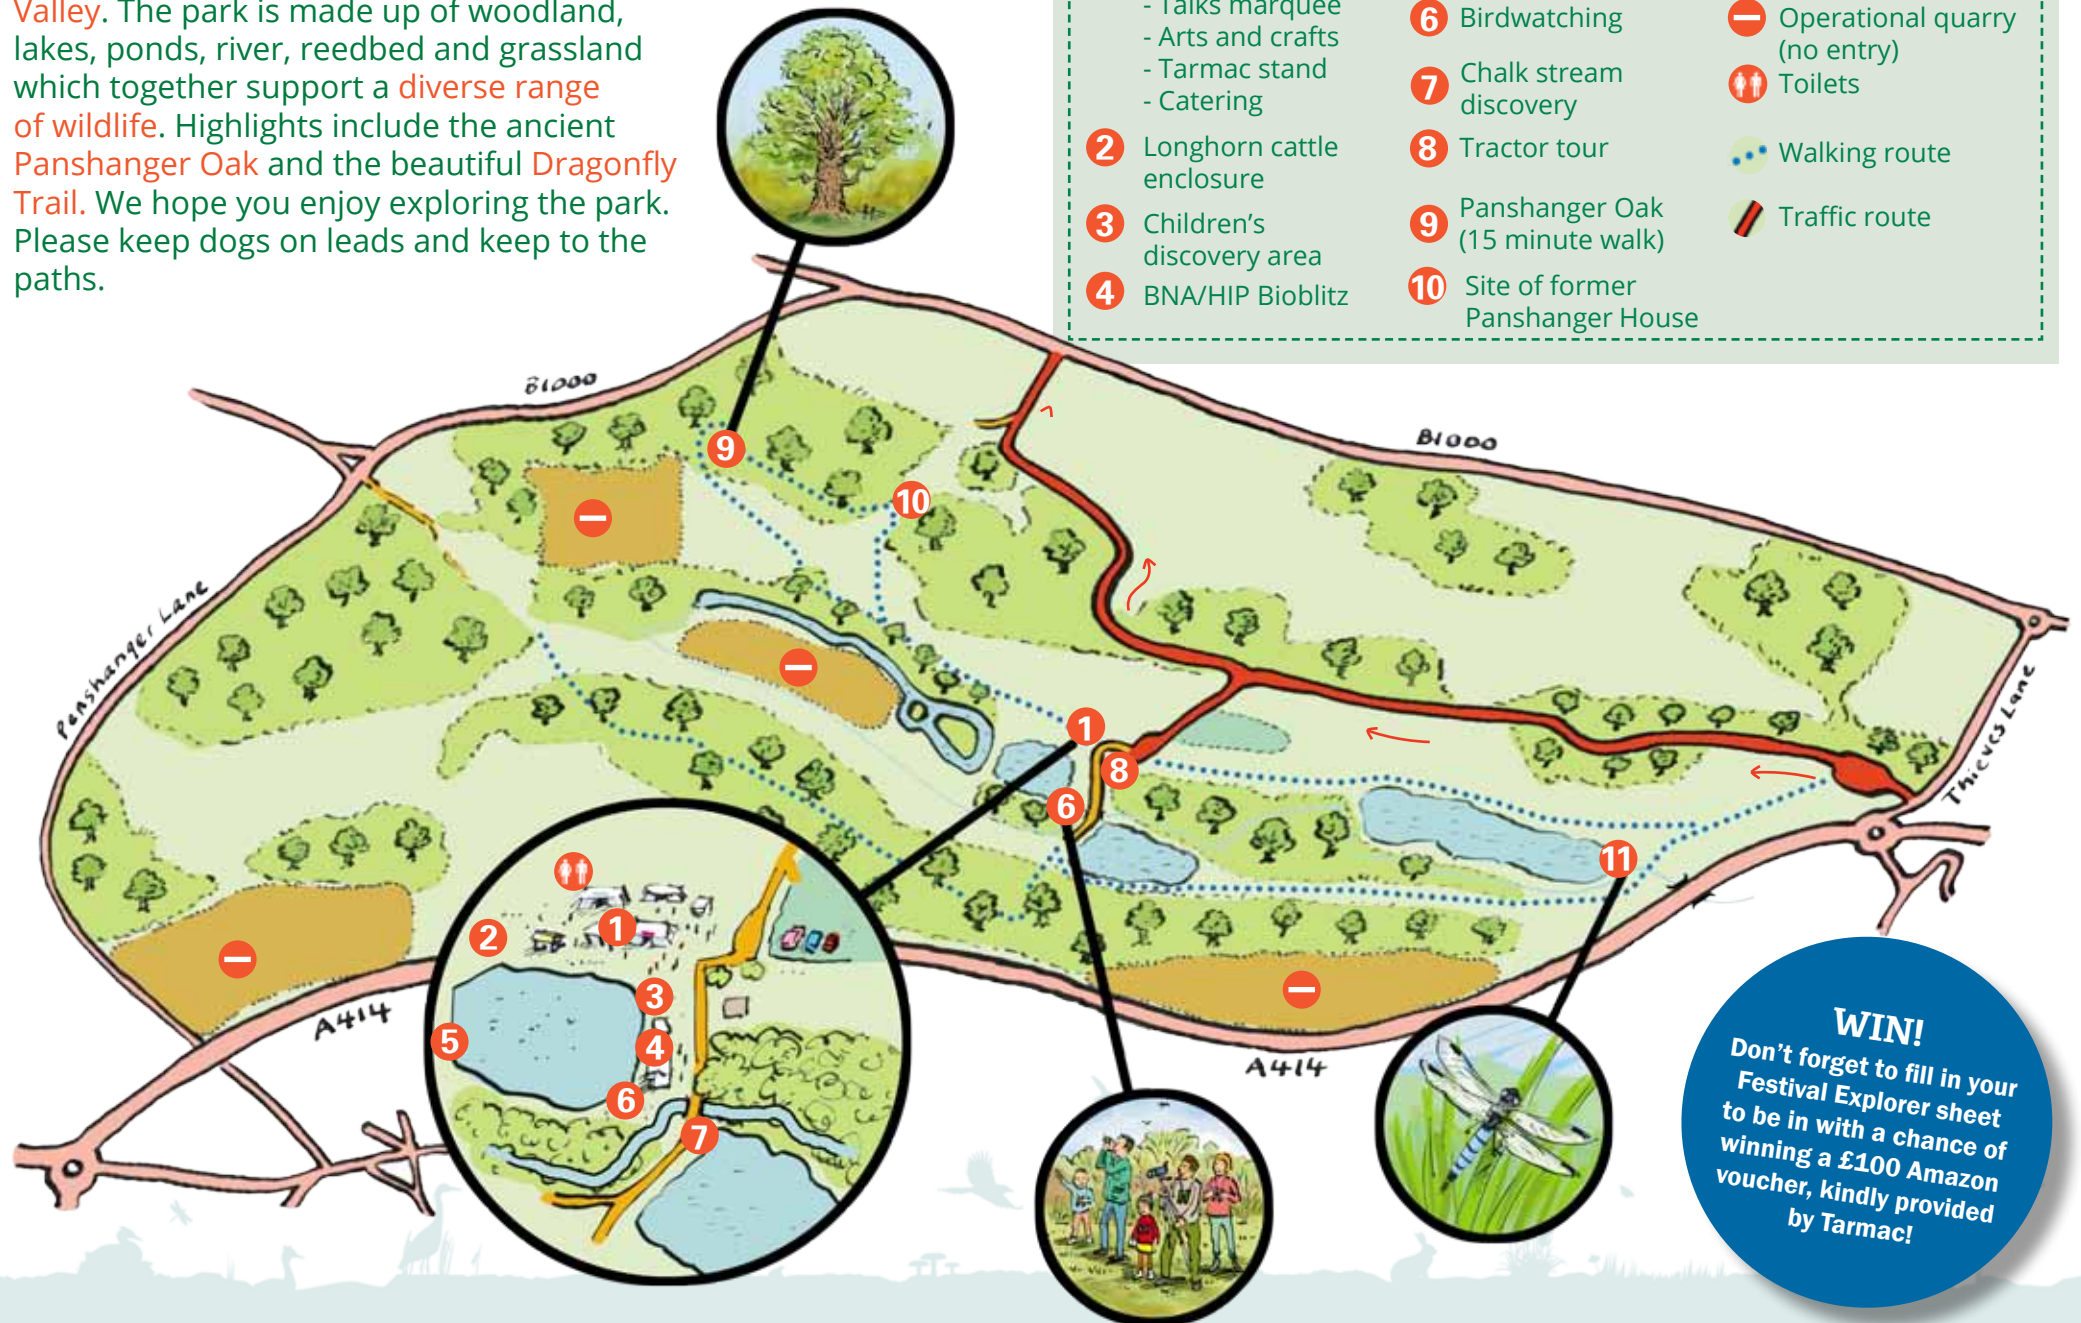 Valley. The park is made up of woodland,
lakes, ponds, river, reedbed and grassland
which together support a diverse range
of wildlife. Highlights include the ancient
Panshanger Oak and the beautiful Dragonfly
Trail. We hope you enjoy exploring the park.
Please keep dogs on leads and keep to the
paths.
- Talks marquee
- Arts and crafts
- Tarmac stand
- Catering
2 Longhorn cattle
enclosure
3 Children's
discovery area
4 BNA/HIP Bioblitz
6 Birdwatching
7 Chalk stream
discovery
8 Tractor tour
9 Panshanger Oak
(15 minute walk)
10 Site of former
Panshanger House
Operational quarry
(no entry)
Toilets
Walking route
Traffic route
B1000
B1000
9
10
Panshanger Lane
Thieves Lane
1
8
6
11
1
2
3
4
5
6
7
A414
A414
WIN!
Don't forget to fill in your
Festival Explorer sheet
to be in with a chance of
winning a £100 Amazon
voucher, kindly provided
by Tarmac!